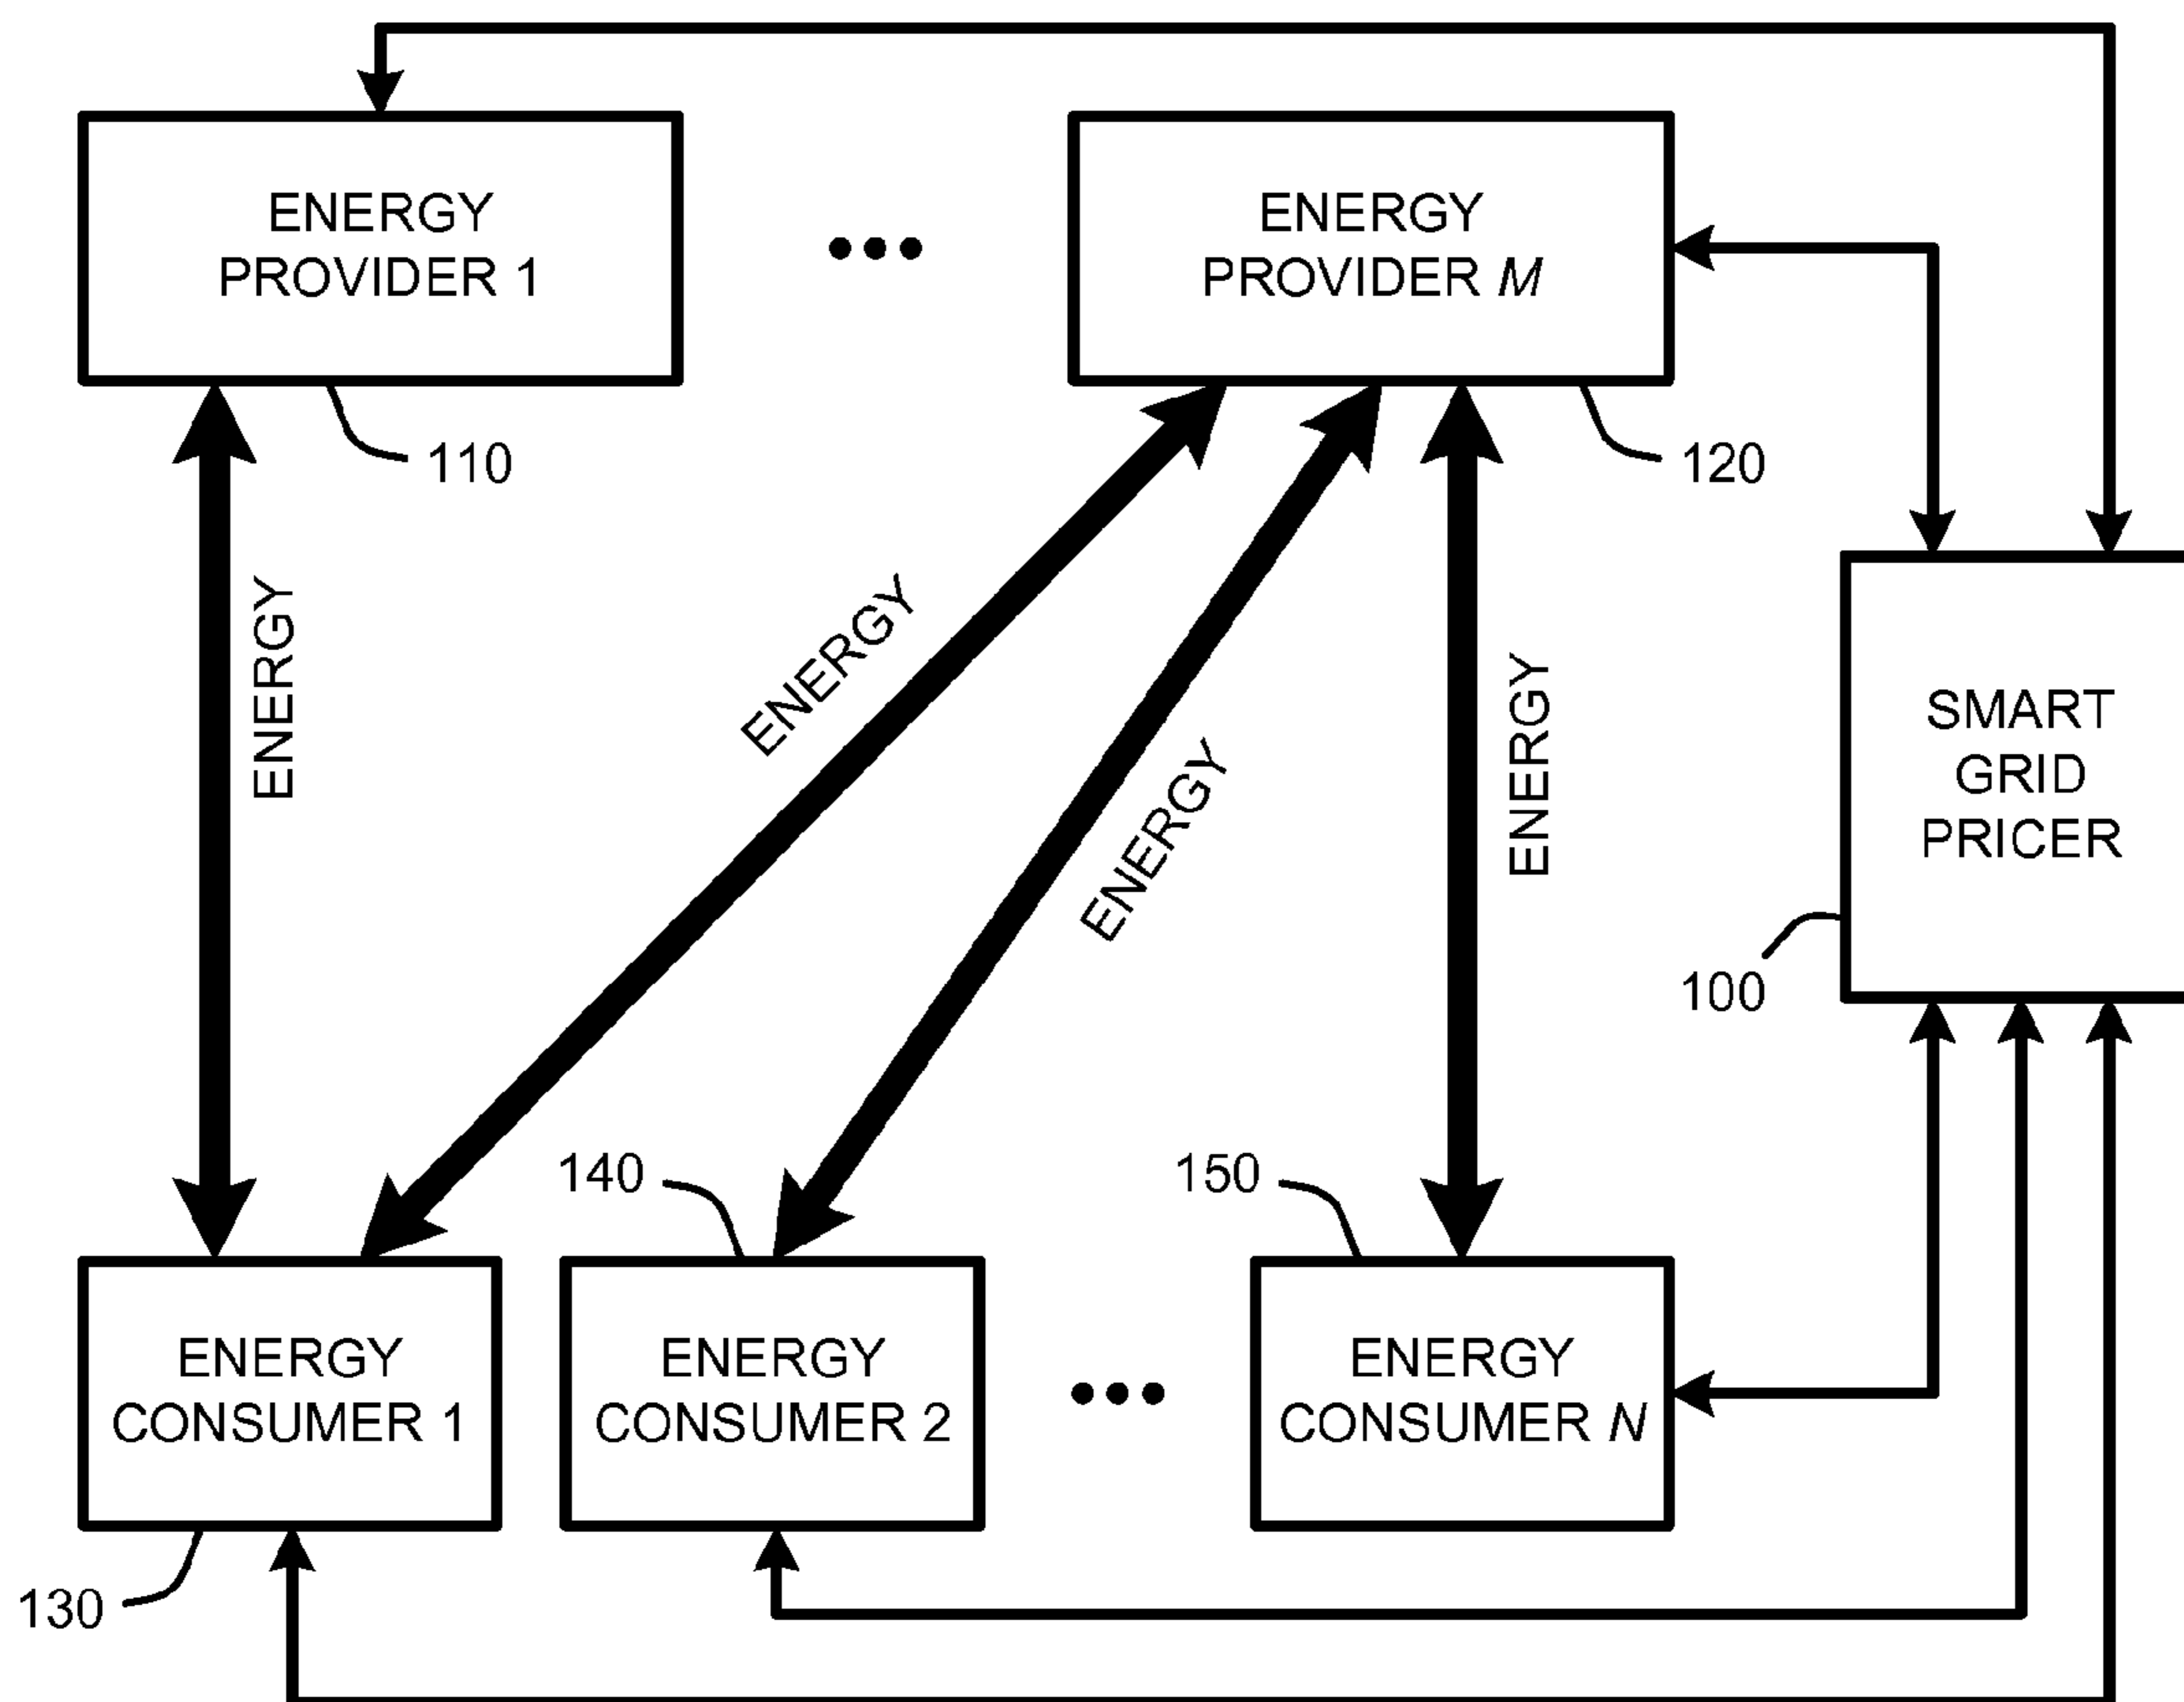 ENERGY
PROVIDER 1
ENERGY
PROVIDER M
110
120
ENERGY
ENERGY
ENERGY
ENERGY
SMART
GRID
PRICER
100
140
150
ENERGY
CONSUMER 1
ENERGY
CONSUMER 2
ENERGY
CONSUMER N
130